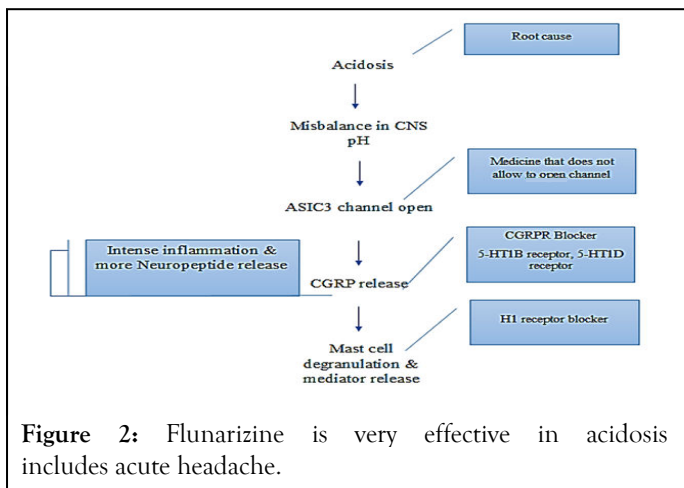 Root cause
Acidosis
Misbalance in CNS
pH
Medicine that does not
allow to open channel
ASIC3 channel open
CGRPR Blocker
5-HT1B receptor, 5-HT1D
receptor
Intense inflammation &
more Neuropeptide release
CGRP release
H1 receptor blocker
Mast cell
degranulation &
mediator release
Figure 2: Flunarizine is very effective in acidosis
includes acute headache.